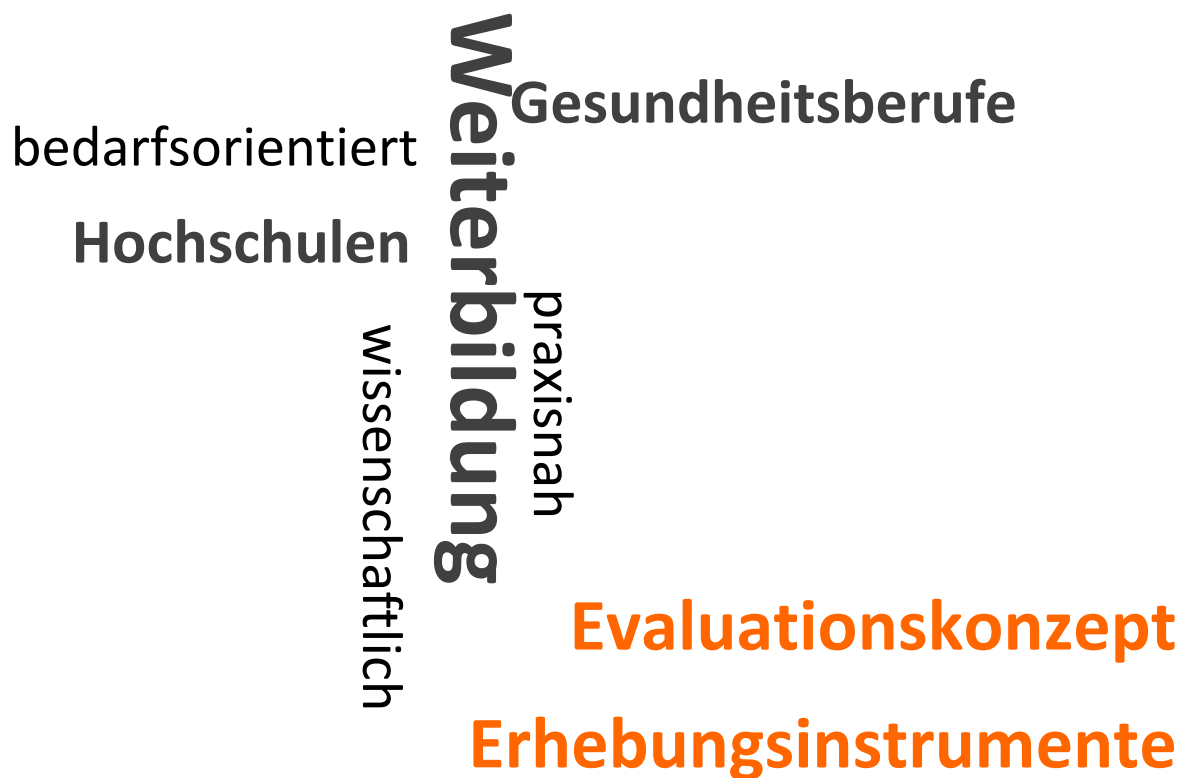 Weiterbildung
Gesundheitsberufe
bedarfsorientiert
Hochschulen
praxisnah
wissenschaftlich
Evaluationskonzept
Erhebungsinstrumente